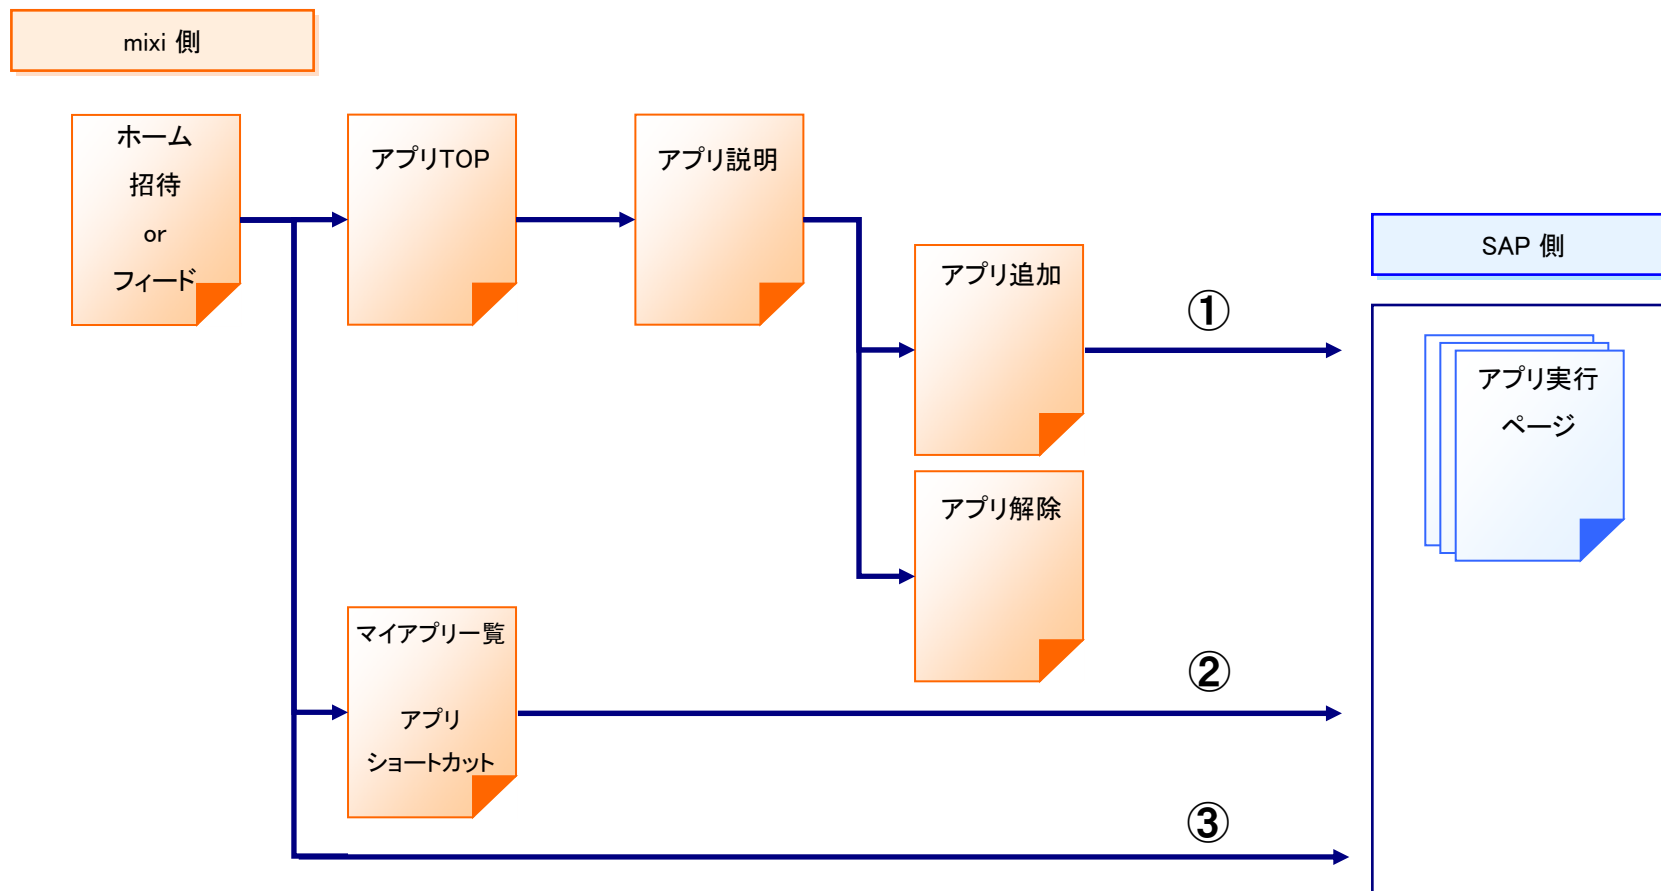 mixi 側
ホーム
招待
or
フィード
アプリTOP
アプリ説明
アプリ追加
①
SAP 側
アプリ実行
ページ
アプリ解除
マイアプリ一覧
アプリ
ショートカット
②
③